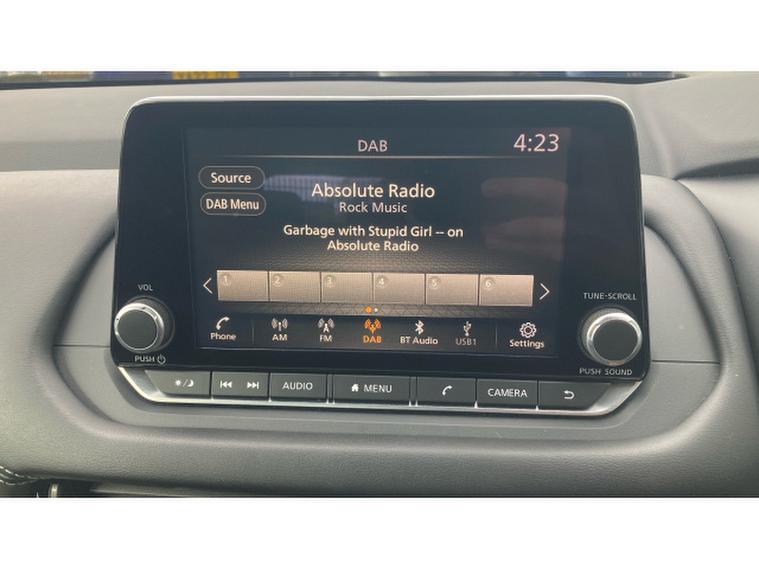 DAB
4:23
Source
DAB Menu
Absolute Radio
Rock Music
Garbage with Stupid Girl -- on
Absolute Radio
1 2 3 4 5 6
Phone AM FM DAB BT Audio USB1 Settings
VOL
PUSH
TUNE-SCROLL
PUSH SOUND
AUDIO MENU CAMERA